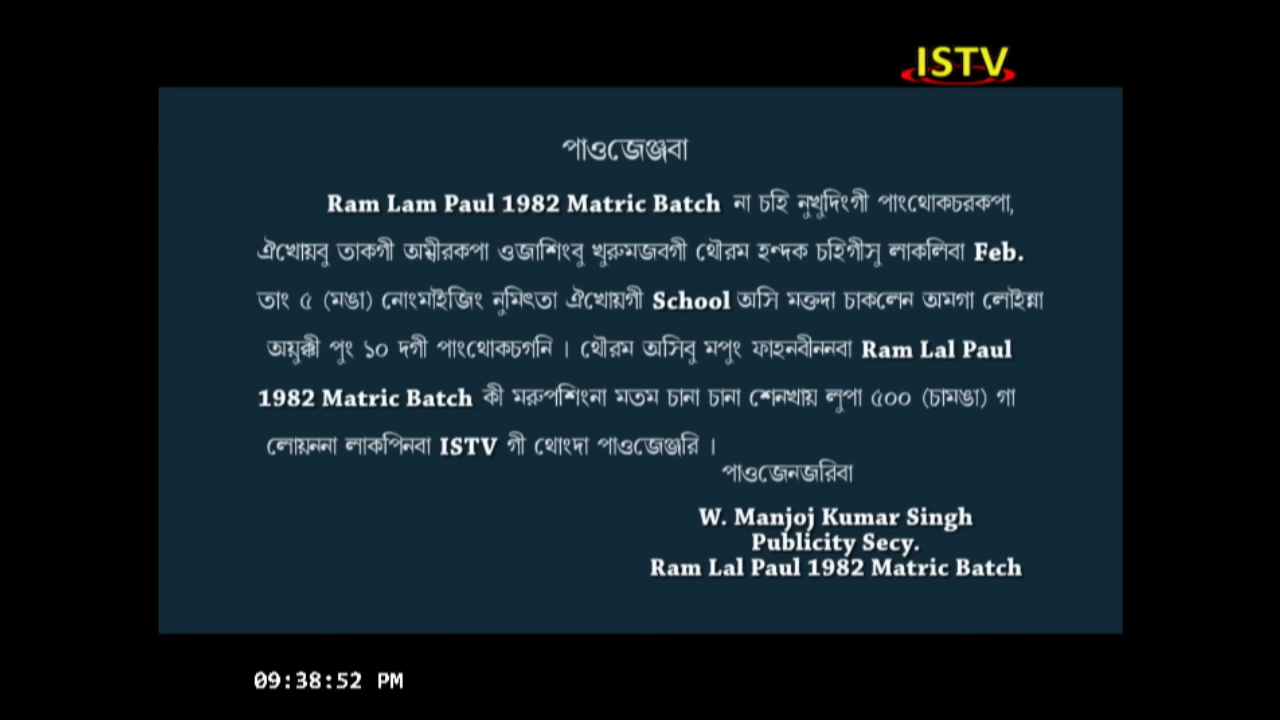 ISTV
পাওজেঞ্জবা
Ram Lam Paul 1982 Matric Batch না চহি নুখুদিংগী পাংথোকচরকপা,
ঐখোয়বু তাকগী অম্বীরকপা ওজাশিংবু খুরুমজবগী থৌরম হন্দক চহিগীসু লাকলিবা Feb.
তাং ৫ (মঙা) নোংমাইজিং নুমিৎতা ঐখোয়গী School অসি মক্তদা চাকলেন অমগা লোইন্না
অয়ুক্কী পুং ১০ দগী পাংথোকচগনি । থৌরম অসিবু মপুং ফাহনবীননবা Ram Lal Paul
1982 Matric Batch কী মরুপশিংনা মতম চানা চানা শেনখায় লুপা ৫০০ (চামঙা) গা
লোয়ননা লাকপিনবা ISTV গী থোংদা পাওজেঞ্জরি ।
পাওজেনজরিবা
W. Manjoj Kumar Singh
Publicity Secy.
Ram Lal Paul 1982 Matric Batch
09:38:52 PM